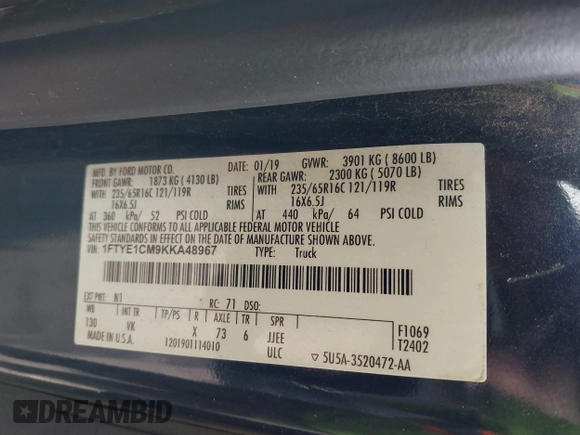 MFD. BY FORD MOTOR CO.
DATE: 01/19 GVWR: 3901 KG ( 8600 LB)
FRONT GAWR: 1873 KG ( 4130 LB) REAR GAWR: 2300 KG ( 5070 LB)
WITH 235/65R16C 121/119R TIRES WITH 235/65R16C 121/119R TIRES
16X6.5J RIMS 16X6.5J RIMS
AT 360 kPa/ 52 PSI COLD AT 440 kPa/ 64 PSI COLD
THIS VEHICLE CONFORMS TO ALL APPLICABLE FEDERAL MOTOR VEHICLE
SAFETY STANDARDS IN EFFECT ON THE DATE OF MANUFACTURE SHOWN ABOVE.
VIN: 1FTYE1CM9KKA48967 TYPE: Truck
EXT PNT: N1 RC: 71 DSO:
WB INT TR TP/PS R AXLE TR SPR
130 VK X 73 6 JJEE F1069
MADE IN U.S.A. 1201901114010 ULC T2402
▽ 5U5A-3520472-AA
DREAMBID